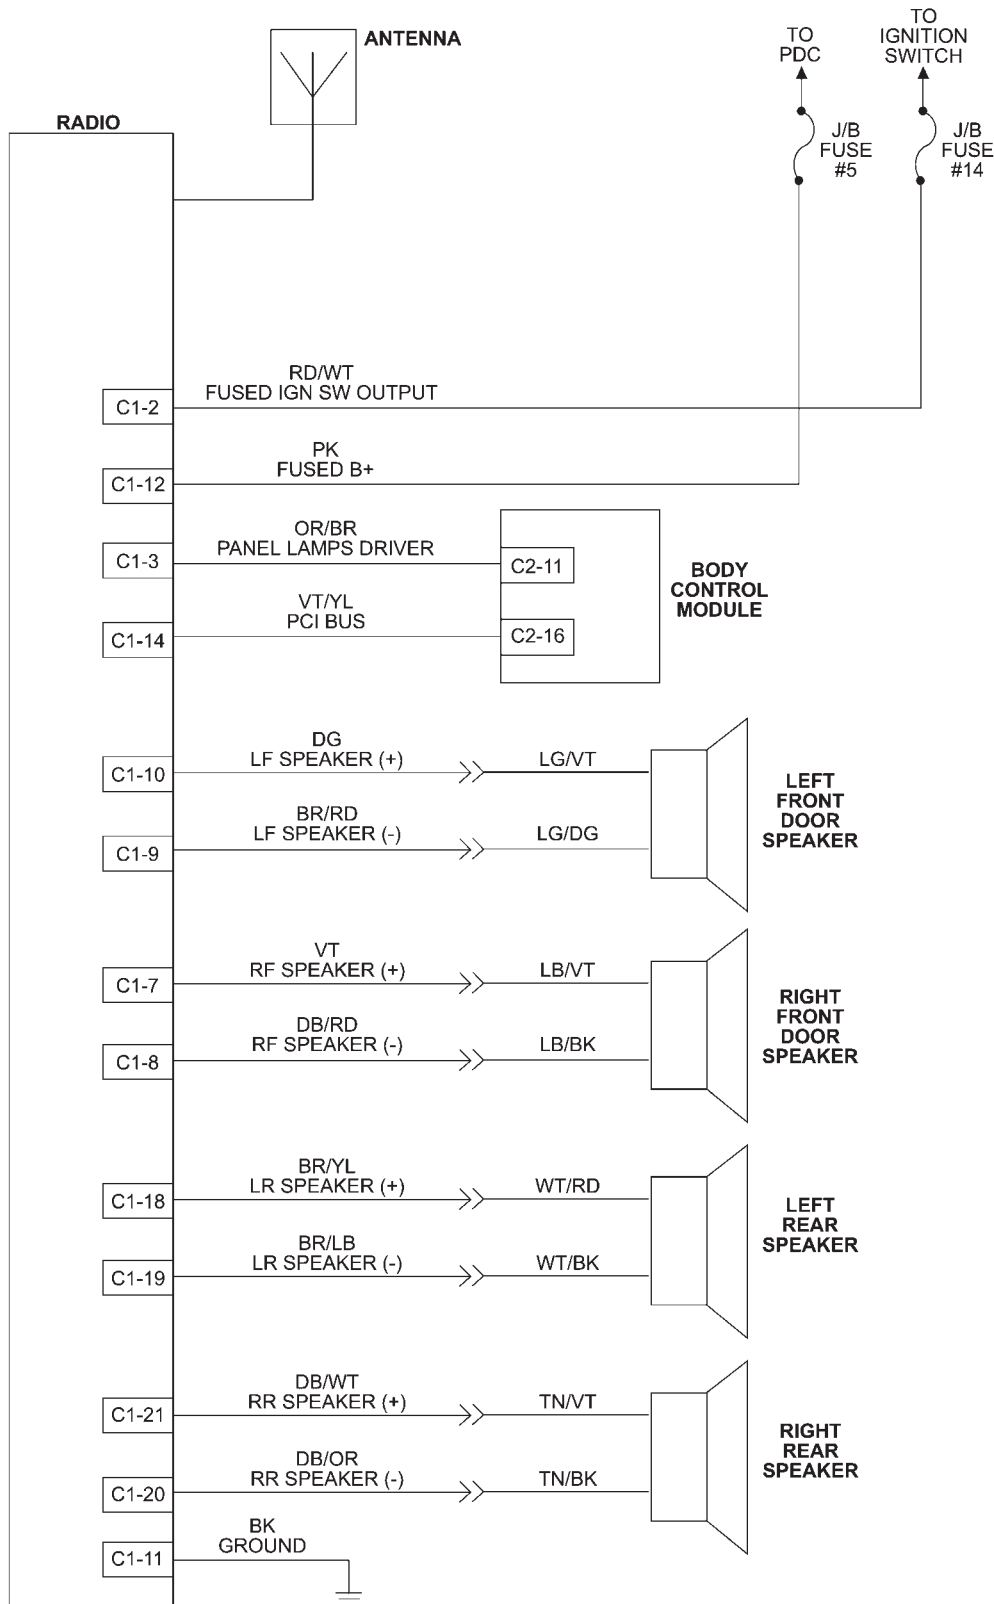 TO
PDC
TO
IGNITION
SWITCH
ANTENNA
RADIO
J/B
FUSE
#5
J/B
FUSE
#14
RD/WT
FUSED IGN SW OUTPUT
C1-2
PK
FUSED B+
C1-12
OR/BR
PANEL LAMPS DRIVER
C1-3
C2-11
VT/YL
PCI BUS
C1-14
C2-16
BODY
CONTROL
MODULE
DG
LF SPEAKER (+)
LG/VT
C1-10
BR/RD
LF SPEAKER (-)
LG/DG
C1-9
LEFT
FRONT
DOOR
SPEAKER
VT
RF SPEAKER (+)
LB/VT
C1-7
DB/RD
RF SPEAKER (-)
LB/BK
C1-8
RIGHT
FRONT
DOOR
SPEAKER
BR/YL
LR SPEAKER (+)
WT/RD
C1-18
BR/LB
LR SPEAKER (-)
WT/BK
C1-19
LEFT
REAR
SPEAKER
DB/WT
RR SPEAKER (+)
TN/VT
C1-21
DB/OR
RR SPEAKER (-)
TN/BK
C1-20
RIGHT
REAR
SPEAKER
BK
GROUND
C1-11